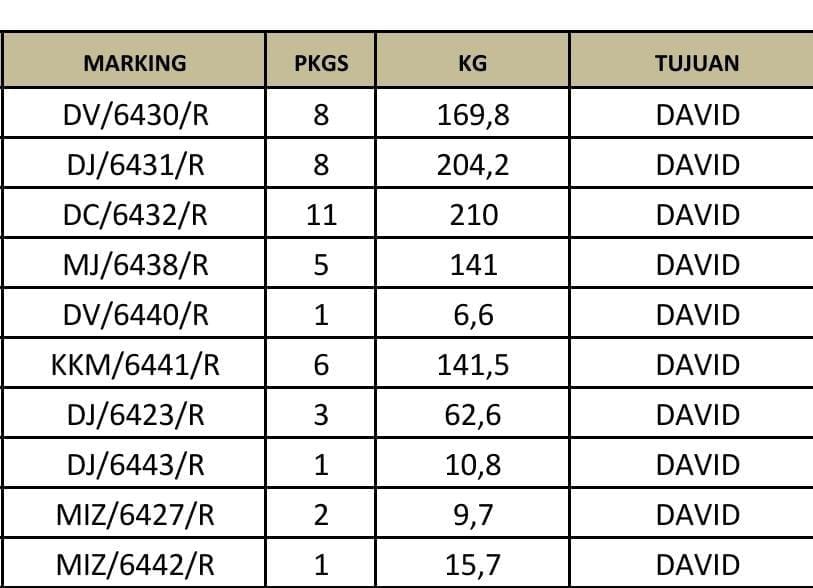 MARKING PKGS KG TUJUAN
DV/6430/R 8 169,8 DAVID
DJ/6431/R 8 204,2 DAVID
DC/6432/R 11 210 DAVID
MJ/6438/R 5 141 DAVID
DV/6440/R 1 6,6 DAVID
KKM/6441/R 6 141,5 DAVID
DJ/6423/R 3 62,6 DAVID
DJ/6443/R 1 10,8 DAVID
MIZ/6427/R 2 9,7 DAVID
MIZ/6442/R 1 15,7 DAVID